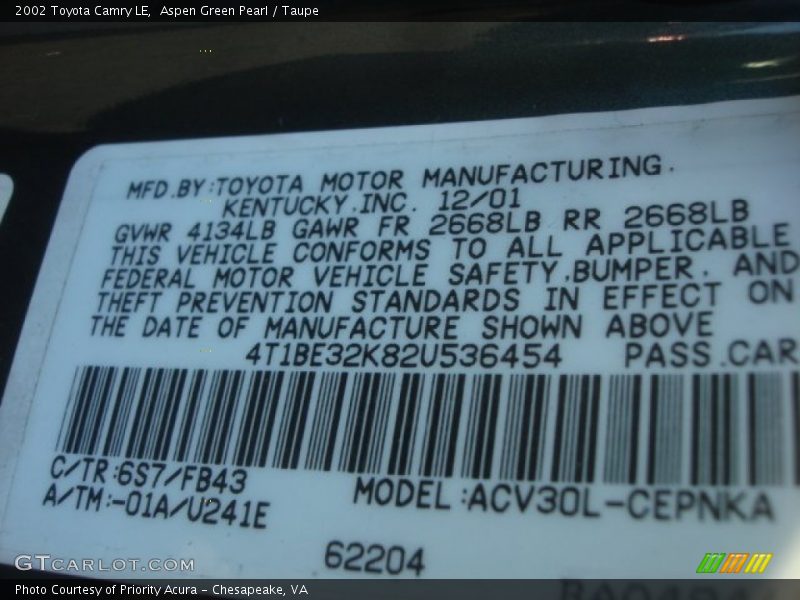 2002 Toyota Camry LE, Aspen Green Pearl / Taupe
MFD.BY:TOYOTA MOTOR MANUFACTURING.
KENTUCKY.INC. 12/01
GVWR 4134LB GAWR FR 2668LB RR 2668LB
THIS VEHICLE CONFORMS TO ALL APPLICABLE
FEDERAL MOTOR VEHICLE SAFETY.BUMPER. AND
THEFT PREVENTION STANDARDS IN EFFECT ON
THE DATE OF MANUFACTURE SHOWN ABOVE
4T1BE32K82U536454 PASS.CAR
C/TR:6S7/FB43
A/TM:-01A/U241E MODEL:ACV30L-CEPNKA
62204
GTCARLOT.COM
Photo Courtesy of Priority Acura - Chesapeake, VA